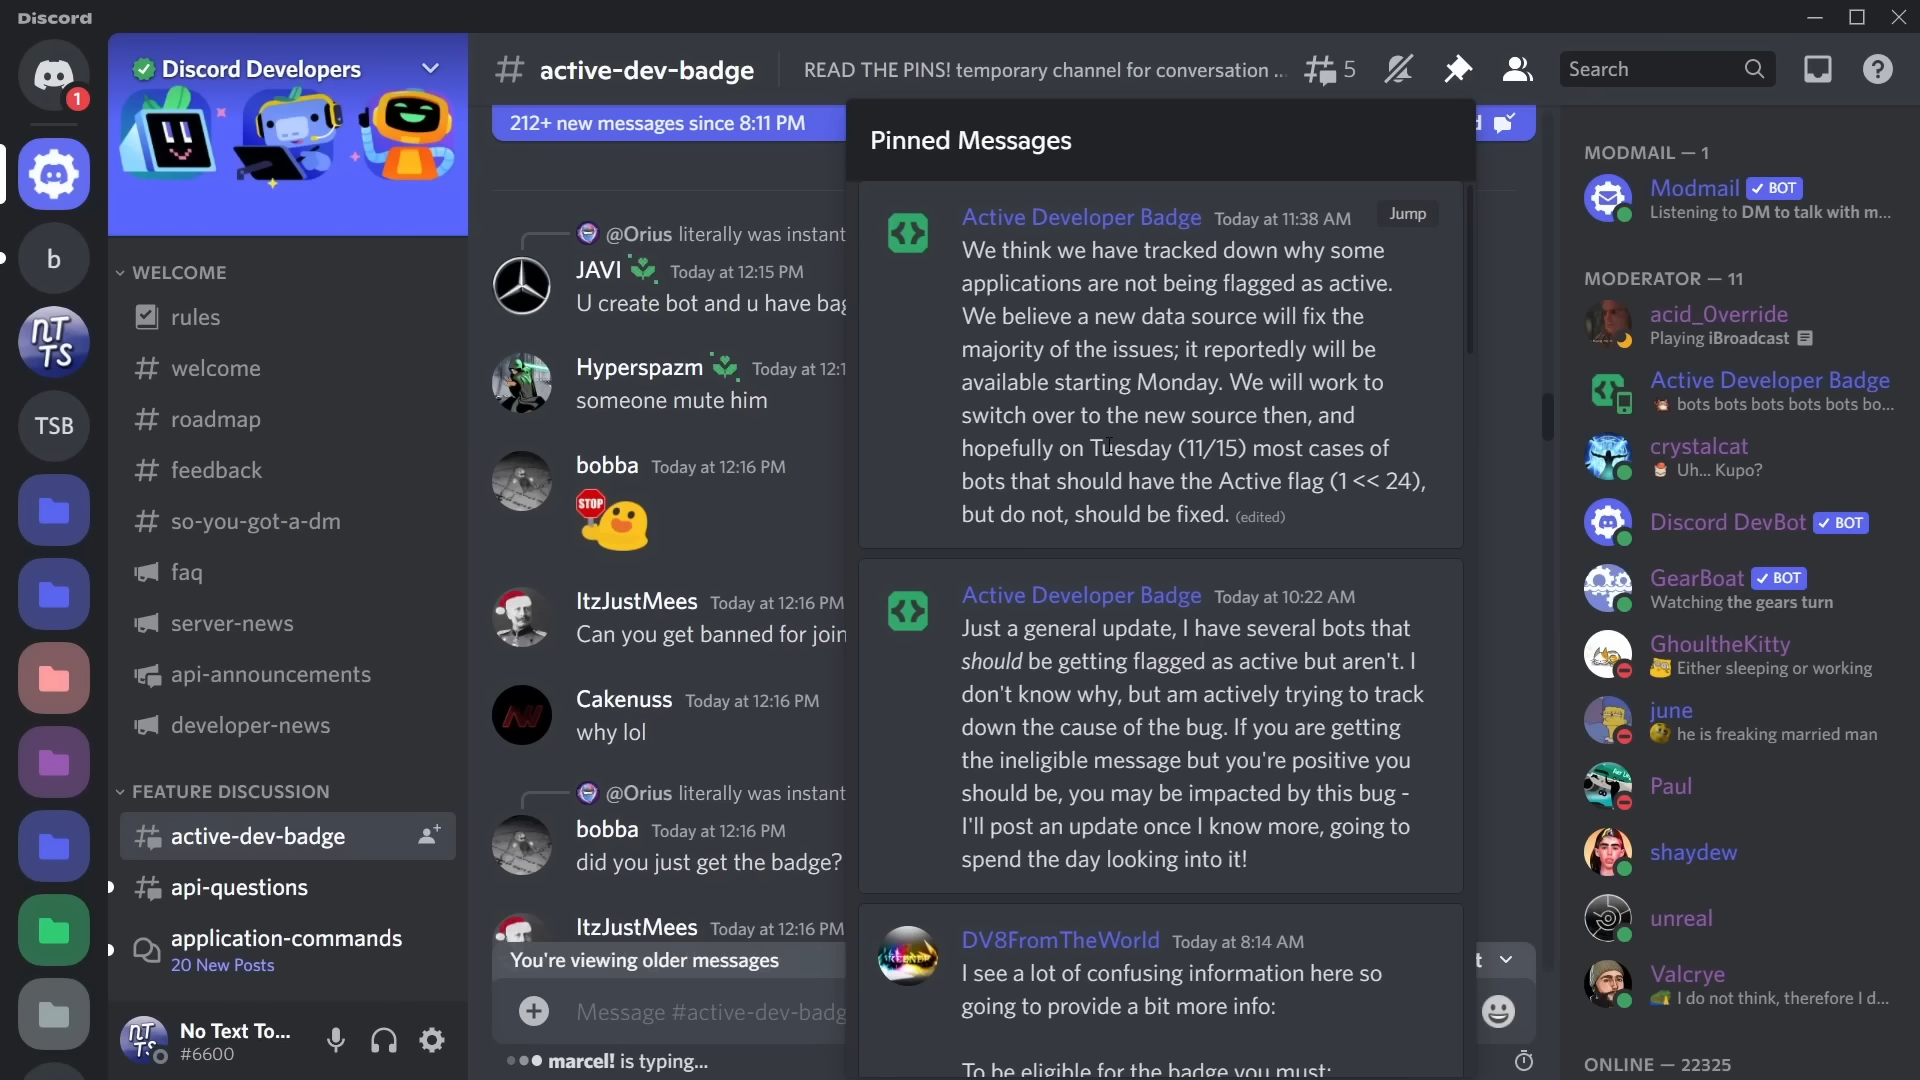 Discord
1
b
nT
TS
TSB
Discord Developers
WELCOME
rules
welcome
roadmap
feedback
so-you-got-a-dm
faq
server-news
api-announcements
developer-news
FEATURE DISCUSSION
active-dev-badge
api-questions
application-commands
20 New Posts
No Text To...
#6600
active-dev-badge
READ THE PINS! temporary channel for conversation ...
5
Search
212+ new messages since 8:11 PM
@Orius literally was instant
JAVI Today at 12:15 PM
U create bot and u have bag
Hyperspazm Today at 12:1
someone mute him
bobba Today at 12:16 PM
STOP
ItzJustMees Today at 12:16 PM
Can you get banned for join
Cakenuss Today at 12:16 PM
why lol
@Orius literally was instant
bobba Today at 12:16 PM
did you just get the badge?
ItzJustMees Today at 12:16 PM
You're viewing older messages
Message #active-dev-badg
marcel! is typing...
Pinned Messages
Active Developer Badge Today at 11:38 AM
Jump
We think we have tracked down why some
applications are not being flagged as active.
We believe a new data source will fix the
majority of the issues; it reportedly will be
available starting Monday. We will work to
switch over to the new source then, and
hopefully on Tuesday (11/15) most cases of
bots that should have the Active flag (1 << 24),
but do not, should be fixed. (edited)
Active Developer Badge Today at 10:22 AM
Just a general update, I have several bots that
should be getting flagged as active but aren't. I
don't know why, but am actively trying to track
down the cause of the bug. If you are getting
the ineligible message but you're positive you
should be, you may be impacted by this bug -
I'll post an update once I know more, going to
spend the day looking into it!
DV8FromTheWorld Today at 8:14 AM
I see a lot of confusing information here so
going to provide a bit more info:
To be eligible for the badge you must:
MODMAIL — 1
Modmail BOT
Listening to DM to talk with m...
MODERATOR — 11
acid_0verride
Playing iBroadcast
Active Developer Badge
bots bots bots bots bots bo...
crystalcat
Uh... Kupo?
Discord DevBot BOT
GearBoat BOT
Watching the gears turn
GhoultheKitty
Either sleeping or working
june
he is freaking married man
Paul
shaydew
unreal
Valcrye
I do not think, therefore I d...
ONLINE — 22325